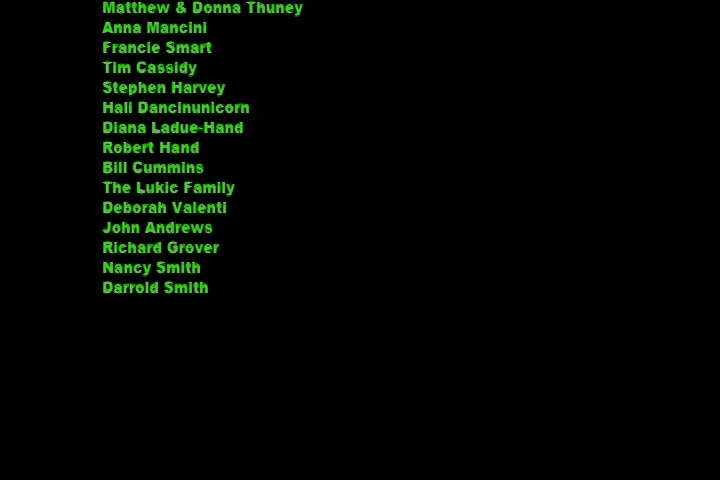 Matthew & Donna Thuney
Anna Mancini
Francie Smart
Tim Cassidy
Stephen Harvey
Hali Dancinunicorn
Diana Ladue-Hand
Robert Hand
Bill Cummins
The Lukic Family
Deborah Valenti
John Andrews
Richard Grover
Nancy Smith
Darrold Smith